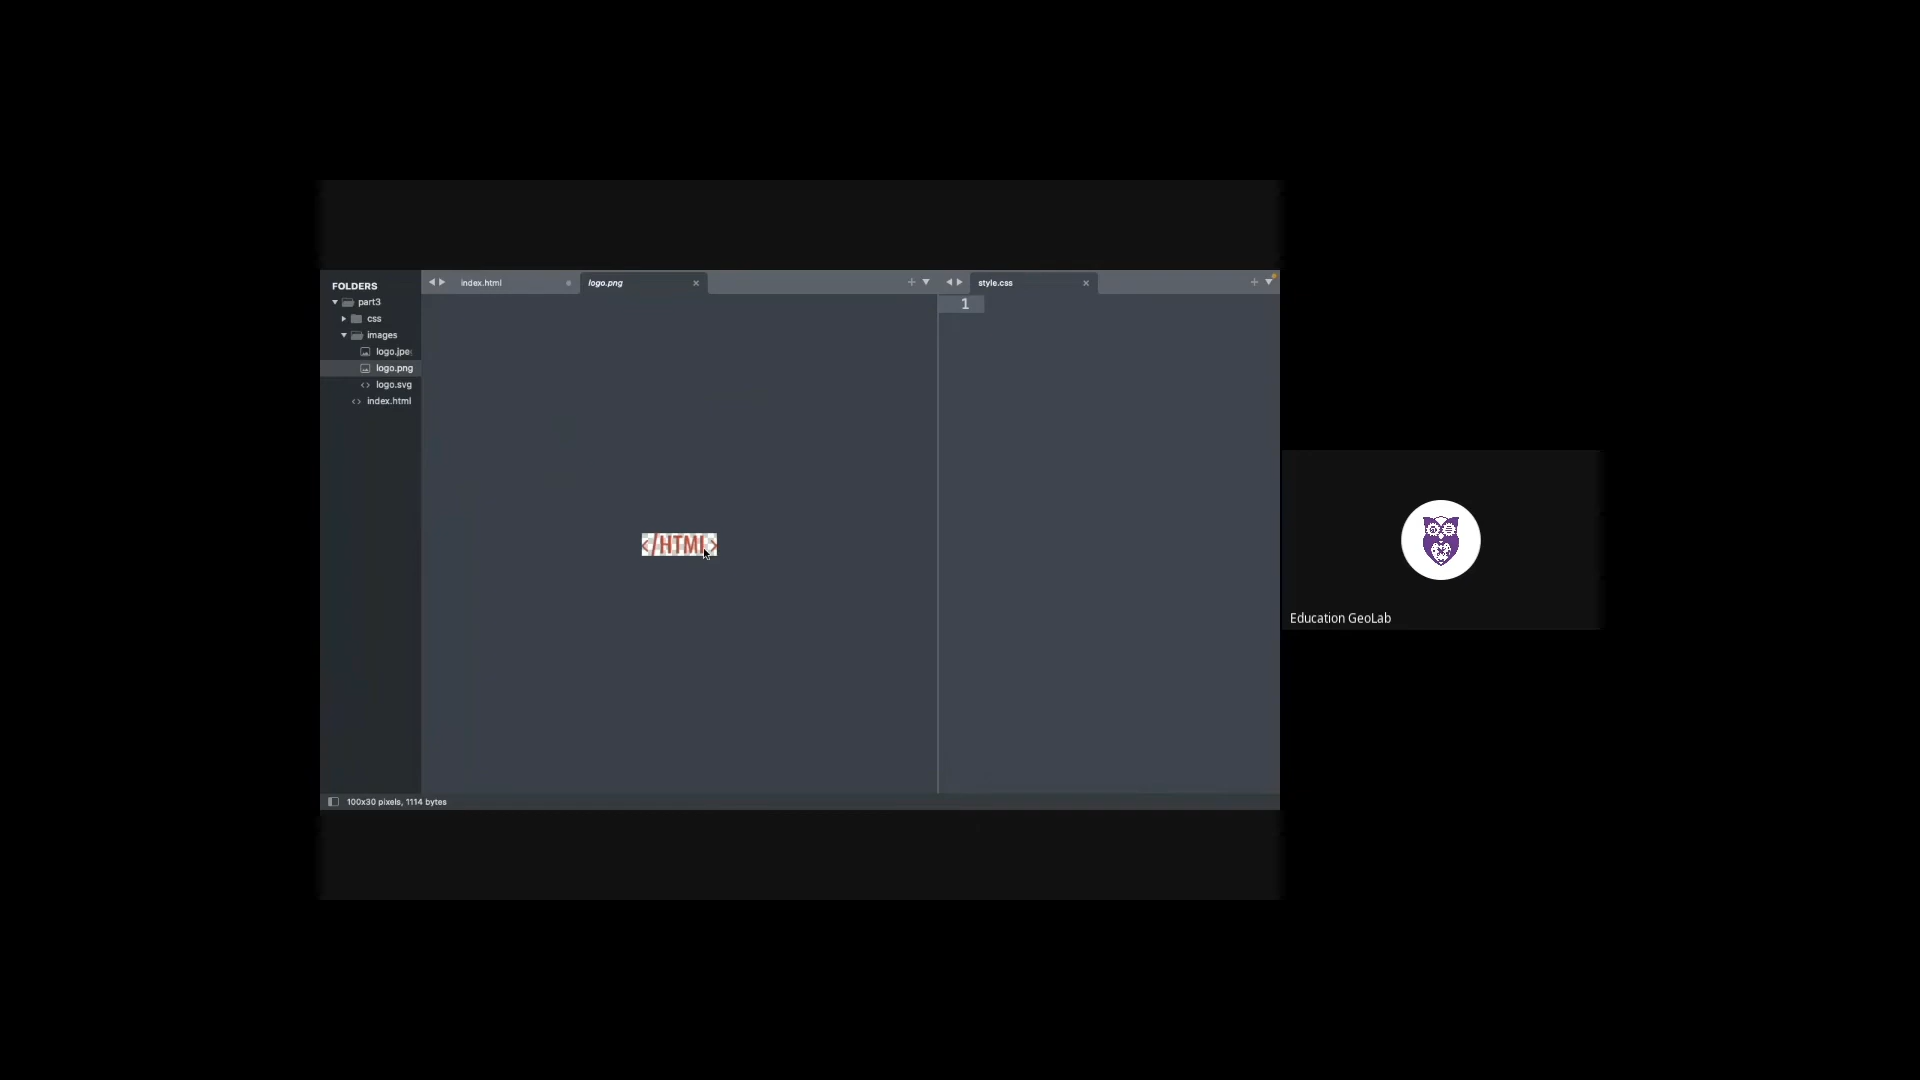 FOLDERS
part3
css
images
logo.jpe
logo.png
logo.svg
index.html
index.html
logo.png
style.css
1
</HTML>
100x30 pixels, 1114 bytes
Education GeoLab